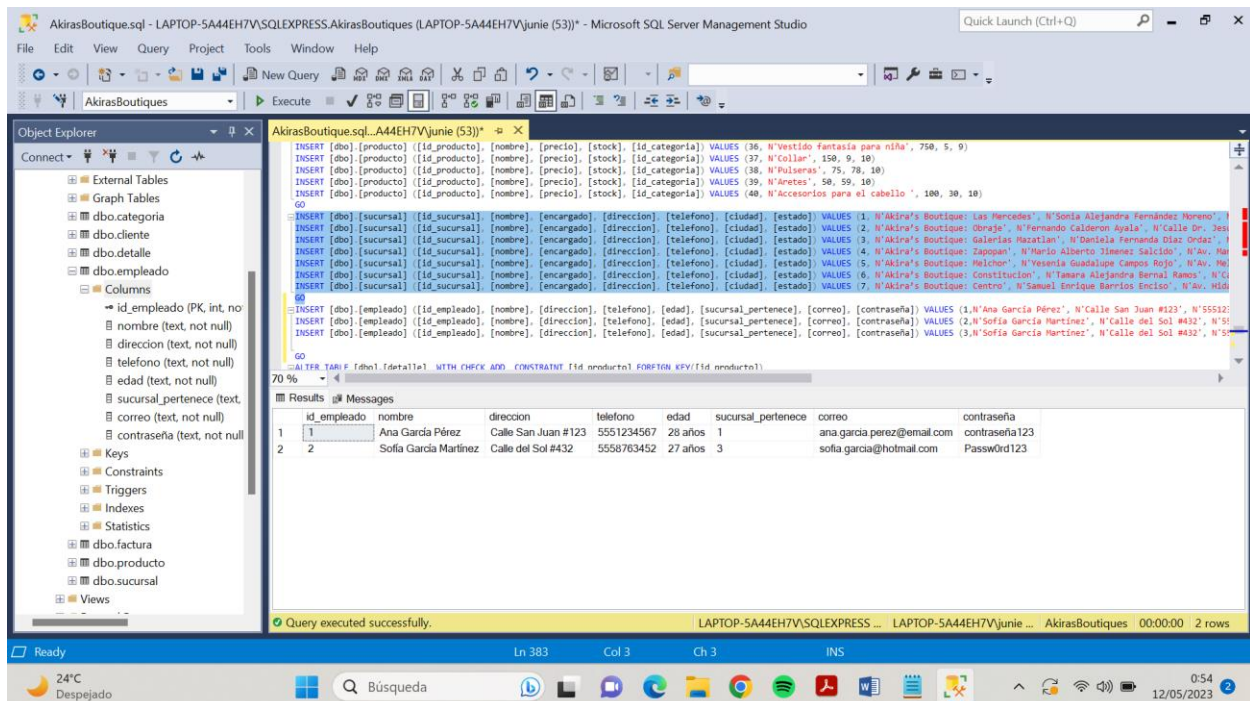 AkirasBoutique.sql - LAPTOP-5A44EH7V\SQLEXPRESS.AkirasBoutiques (LAPTOP-5A44EH7V\junie (53))* - Microsoft SQL Server Management Studio
Quick Launch (Ctrl+Q)
File Edit View Query Project Tools Window Help
New Query
AkirasBoutiques
Execute
Object Explorer
Connect
External Tables
Graph Tables
dbo.categoria
dbo.cliente
dbo.detalle
dbo.empleado
Columns
id_empleado (PK, int, no
nombre (text, not null)
direccion (text, not null)
telefono (text, not null)
edad (text, not null)
sucursal_pertenece (text,
correo (text, not null)
contraseña (text, not null
Keys
Constraints
Triggers
Indexes
Statistics
dbo.factura
dbo.producto
dbo.sucursal
Views
AkirasBoutique.sql...A44EH7V\junie (53))*
INSERT [dbo].[producto] ([id_producto], [nombre], [precio], [stock], [id_categoria]) VALUES (36, N'Vestido fantasía para niña', 750, 5, 9)
INSERT [dbo].[producto] ([id_producto], [nombre], [precio], [stock], [id_categoria]) VALUES (37, N'Collar', 150, 9, 10)
INSERT [dbo].[producto] ([id_producto], [nombre], [precio], [stock], [id_categoria]) VALUES (38, N'Pulseras', 75, 78, 10)
INSERT [dbo].[producto] ([id_producto], [nombre], [precio], [stock], [id_categoria]) VALUES (39, N'Aretes', 50, 59, 10)
INSERT [dbo].[producto] ([id_producto], [nombre], [precio], [stock], [id_categoria]) VALUES (40, N'Accesorios para el cabello ', 100, 30, 10)
GO
INSERT [dbo].[sucursal] ([id_sucursal], [nombre], [encargado], [direccion], [telefono], [ciudad], [estado]) VALUES (1, N'Akira's Boutique: Las Mercedes', N'Sonia Alejandra Fernández Moreno',
INSERT [dbo].[sucursal] ([id_sucursal], [nombre], [encargado], [direccion], [telefono], [ciudad], [estado]) VALUES (2, N'Akira's Boutique: Obraje', N'Fernando Calderon Ayala', N'Calle Dr. Jesú
INSERT [dbo].[sucursal] ([id_sucursal], [nombre], [encargado], [direccion], [telefono], [ciudad], [estado]) VALUES (3, N'Akira's Boutique: Galerías Mazatlan', N'Daniela Fernanda Díaz Ordaz',
INSERT [dbo].[sucursal] ([id_sucursal], [nombre], [encargado], [direccion], [telefono], [ciudad], [estado]) VALUES (4, N'Akira's Boutique: Zapopan', N'Mario Alberto Jimenez Salcido', N'Av. Mar
INSERT [dbo].[sucursal] ([id_sucursal], [nombre], [encargado], [direccion], [telefono], [ciudad], [estado]) VALUES (5, N'Akira's Boutique: Melchor', N'Yesenia Guadalupe Campos Rojo', N'Av. Me
INSERT [dbo].[sucursal] ([id_sucursal], [nombre], [encargado], [direccion], [telefono], [ciudad], [estado]) VALUES (6, N'Akira's Boutique: Constitucion', N'Tamara Alejandra Bernal Ramos', N'C
INSERT [dbo].[sucursal] ([id_sucursal], [nombre], [encargado], [direccion], [telefono], [ciudad], [estado]) VALUES (7, N'Akira's Boutique: Centro', N'Samuel Enrique Barrios Enciso', N'Av. Hida
GO
INSERT [dbo].[empleado] ([id_empleado], [nombre], [direccion], [telefono], [edad], [sucursal_pertenece], [correo], [contraseña]) VALUES (1,N'Ana García Pérez', N'Calle San Juan #123', N'55512
INSERT [dbo].[empleado] ([id_empleado], [nombre], [direccion], [telefono], [edad], [sucursal_pertenece], [correo], [contraseña]) VALUES (2,N'Sofía García Martínez', N'Calle del Sol #432', N'5
INSERT [dbo].[empleado] ([id_empleado], [nombre], [direccion], [telefono], [edad], [sucursal_pertenece], [correo], [contraseña]) VALUES (3,N'Sofía García Martínez', N'Calle del Sol #432', N'5
GO
ALTER TABLE [dbo].[detalle] WITH CHECK ADD CONSTRAINT [id_producto] FOREIGN KEY([id_producto])
70 %
Results Messages
id_empleado nombre direccion telefono edad sucursal_pertenece correo contraseña
1 1 Ana García Pérez Calle San Juan #123 5551234567 28 años 1 ana.garcia.perez@email.com contraseña123
2 2 Sofía García Martínez Calle del Sol #432 5558763452 27 años 3 sofia.garcia@hotmail.com Passw0rd123
Query executed successfully. LAPTOP-5A44EH7V\SQLEXPRESS ... LAPTOP-5A44EH7V\junie ... AkirasBoutiques 00:00:00 2 rows
Ready Ln 383 Col 3 Ch 3 INS
24°C
Despejado
Búsqueda
0:54
12/05/2023
2